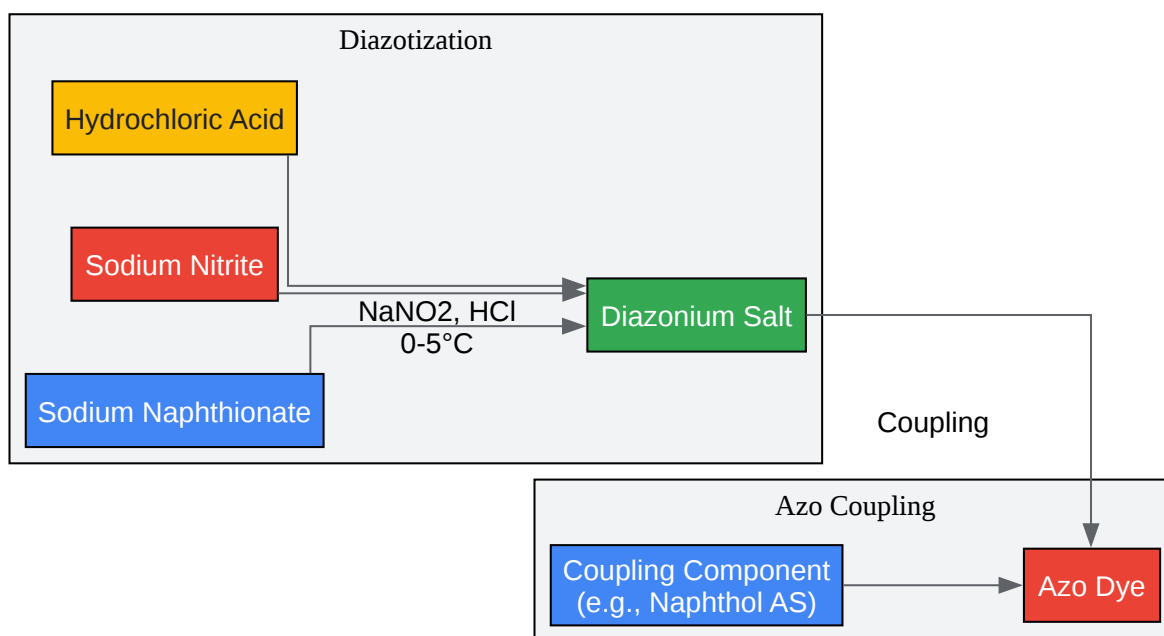 Diazotization
Hydrochloric Acid
Sodium Nitrite
NaNO2, HCl
0-5°C
Diazonium Salt
Sodium Naphthionate
Coupling
Azo Coupling
Coupling Component
(e.g., Naphthol AS)
Azo Dye